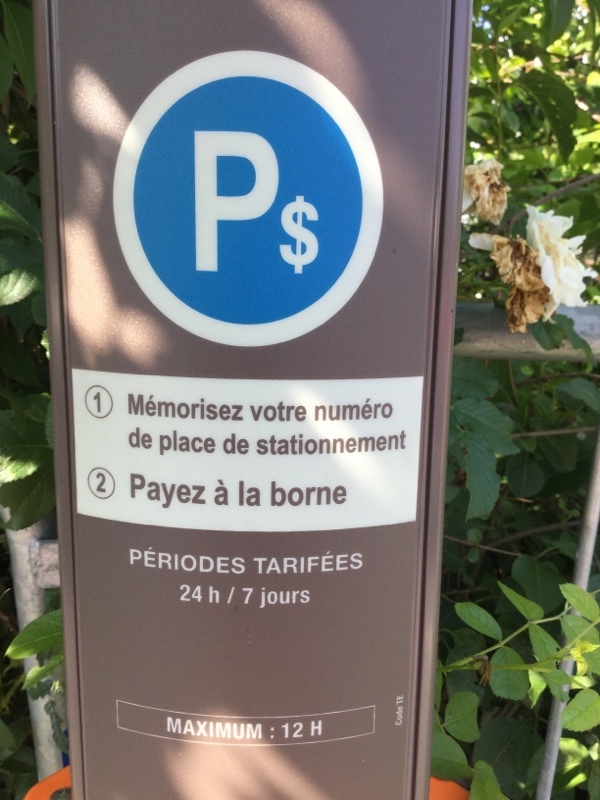 P$
① Mémorisez votre numéro
de place de stationnement
② Payez à la borne
PÉRIODES TARIFÉES
24 h / 7 jours
Code TE
MAXIMUM : 12 H